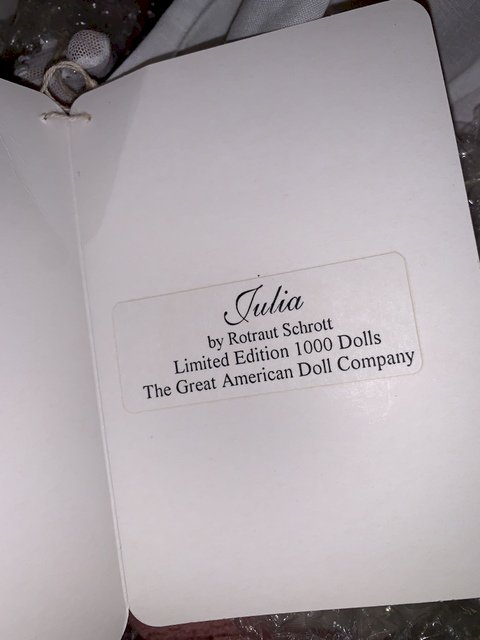 Julia
by Rotraut Schrott
Limited Edition 1000 Dolls
The Great American Doll Company